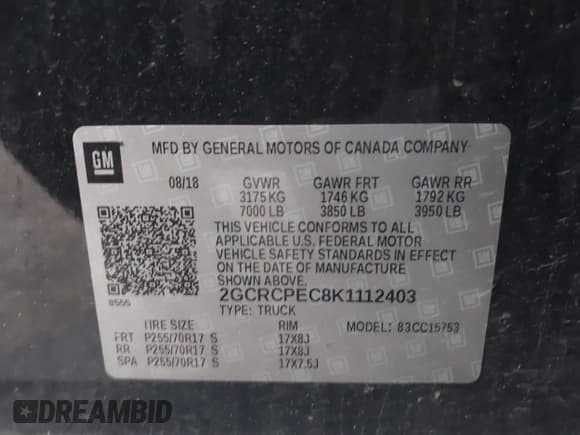 GM
MFD BY GENERAL MOTORS OF CANADA COMPANY
08/18 GVWR GAWR FRT GAWR RR
3175 KG 1746 KG 1792 KG
7000 LB 3850 LB 3950 LB
THIS VEHICLE CONFORMS TO ALL
APPLICABLE U.S. FEDERAL MOTOR
VEHICLE SAFETY STANDARDS IN EFFECT
ON THE DATE OF MANUFACTURE
SHOWN ABOVE.
8555 2GCRCPEC8K1112403
TYPE: TRUCK
TIRE SIZE RIM MODEL: 83CC15753
FRT P255/70R17 S 17X8J
RR P255/70R17 S 17X8J
SPA P255/70R17 S 17X7.5J
DREAMBID